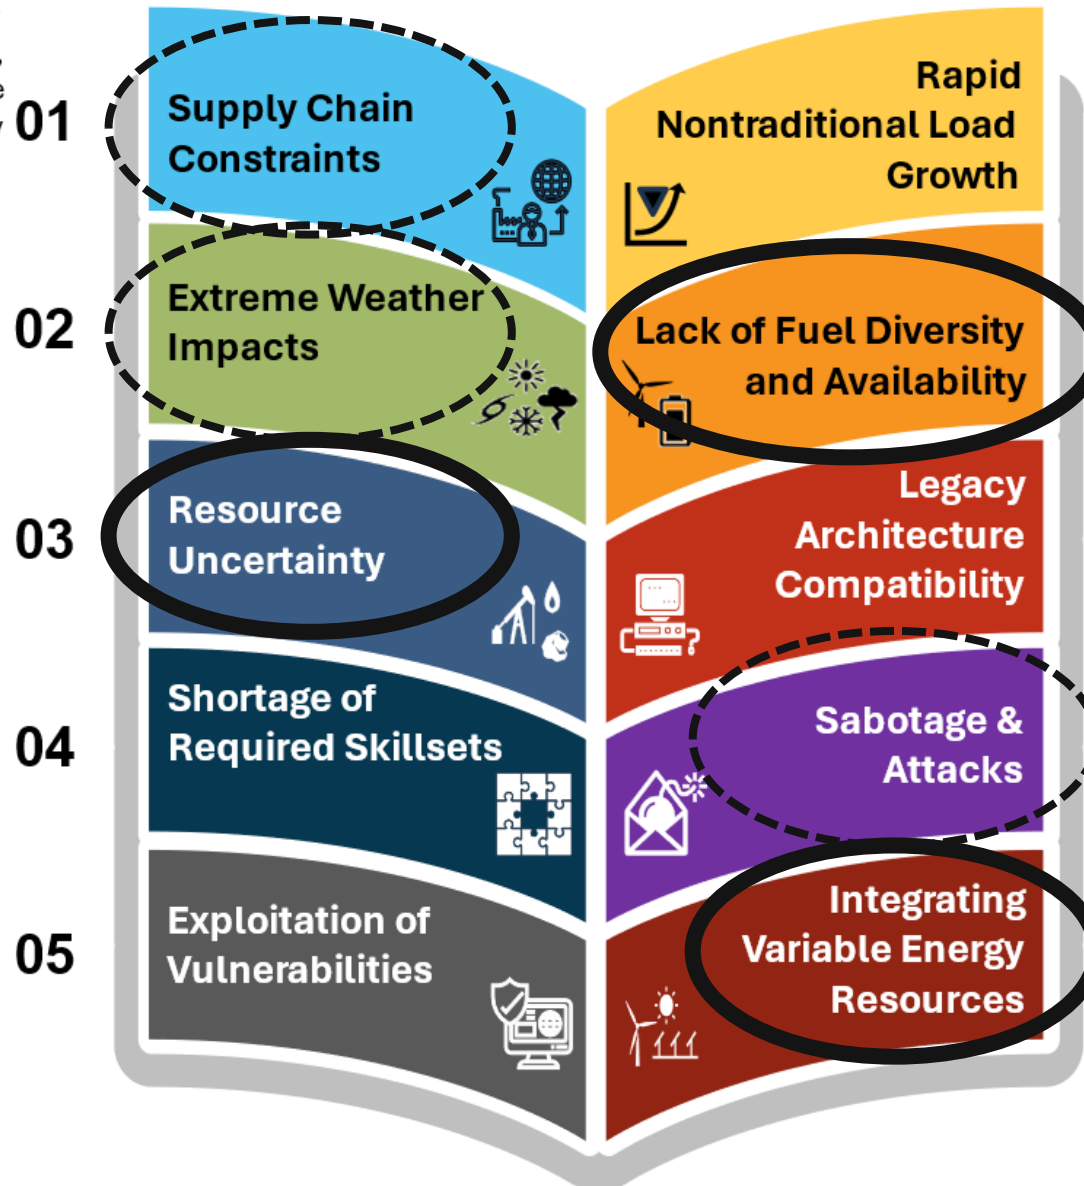 01
Supply Chain
Constraints
Rapid
Nontraditional Load
Growth
02
Extreme Weather
Impacts
Lack of Fuel Diversity
and Availability
03
Resource
Uncertainty
Legacy
Architecture
Compatibility
04
Shortage of
Required Skillsets
Sabotage &
Attacks
05
Exploitation of
Vulnerabilities
Integrating
Variable Energy
Resources